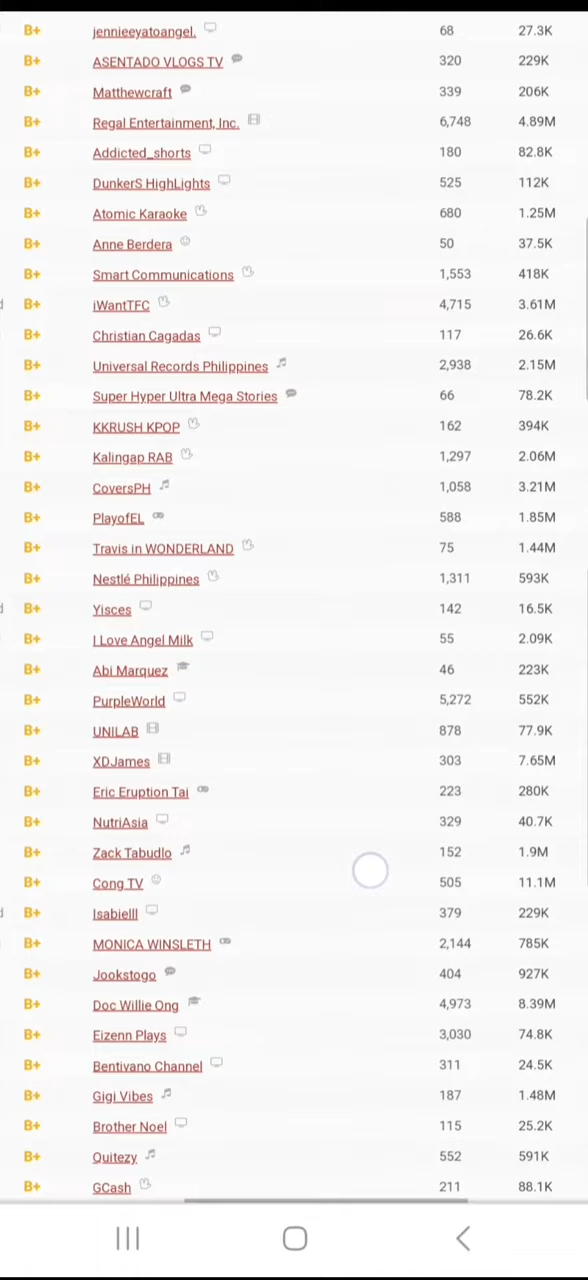 B+ jennieeyatoangel. 68 27.3K
B+ ASENTADO VLOGS TV 320 229K
B+ Matthewcraft 339 206K
B+ Regal Entertainment, Inc. 6,748 4.89M
B+ Addicted_shorts 180 82.8K
B+ DunkerS HighLights 525 112K
B+ Atomic Karaoke 680 1.25M
B+ Anne Berdera 50 37.5K
B+ Smart Communications 1,553 418K
d B+ iWantTFC 4,715 3.61M
B+ Christian Cagadas 117 26.6K
B+ Universal Records Philippines 2,938 2.15M
B+ Super Hyper Ultra Mega Stories 66 78.2K
B+ KKRUSH KPOP 162 394K
B+ Kalingap RAB 1,297 2.06M
B+ CoversPH 1,058 3.21M
B+ PlayofEL 588 1.85M
B+ Travis in WONDERLAND 75 1.44M
B+ Nestlé Philippines 1,311 593K
d B+ Yisces 142 16.5K
B+ I Love Angel Milk 55 2.09K
B+ Abi Marquez 46 223K
B+ PurpleWorld 5,272 552K
B+ UNILAB 878 77.9K
B+ XDJames 303 7.65M
B+ Eric Eruption Tai 223 280K
B+ NutriAsia 329 40.7K
B+ Zack Tabudlo 152 1.9M
B+ Cong TV 505 11.1M
d B+ Isabielll 379 229K
B+ MONICA WINSLETH 2,144 785K
B+ Jookstogo 404 927K
B+ Doc Willie Ong 4,973 8.39M
B+ Eizenn Plays 3,030 74.8K
B+ Bentivano Channel 311 24.5K
B+ Gigi Vibes 187 1.48M
B+ Brother Noel 115 25.2K
B+ Quitezy 552 591K
B+ GCash 211 88.1K